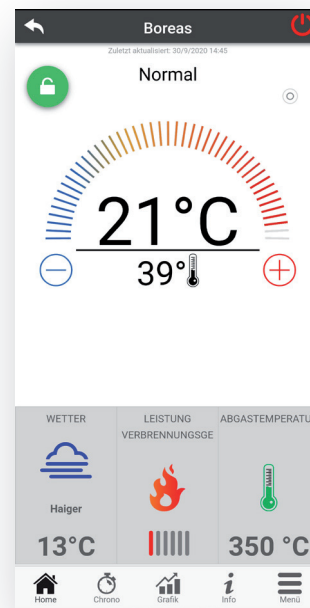 Boreas
Zuletzt aktualisiert: 30/9/2020 14:45
Normal
21°C
39°
WETTER
LEISTUNG
VERBRENNUNGSGE
ABGASTEMPERATU
Haiger
13°C
350 °C
Home
Chrono
Grafik
Info
Menü